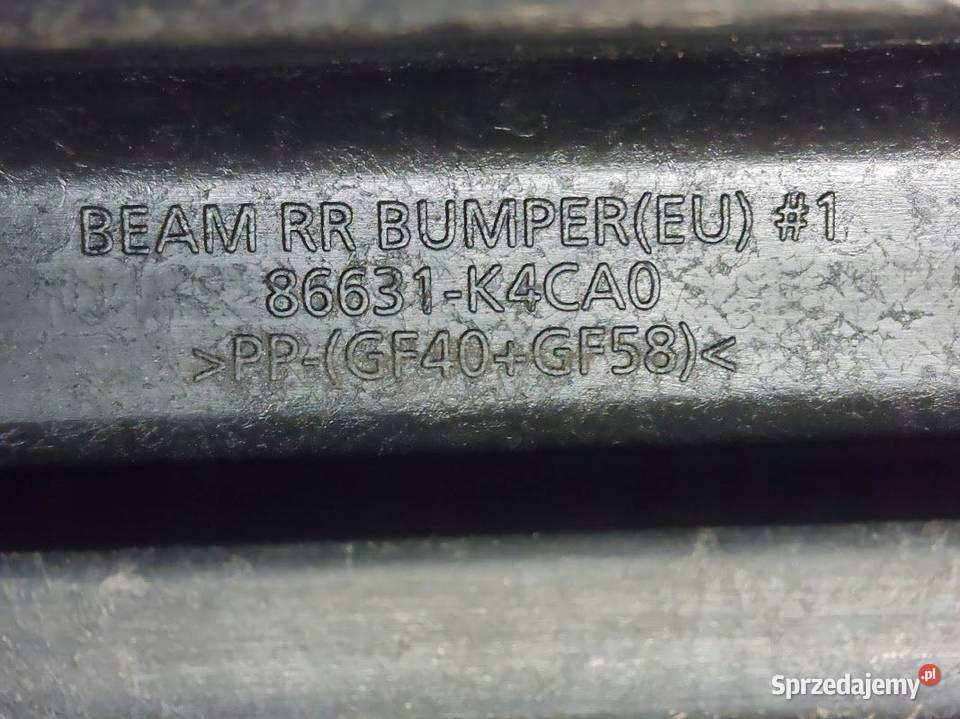 BEAM RR BUMPER(EU) #1
86631-K4CA0
>PP-(GF40+GF58)<
Sprzedajemy.pl